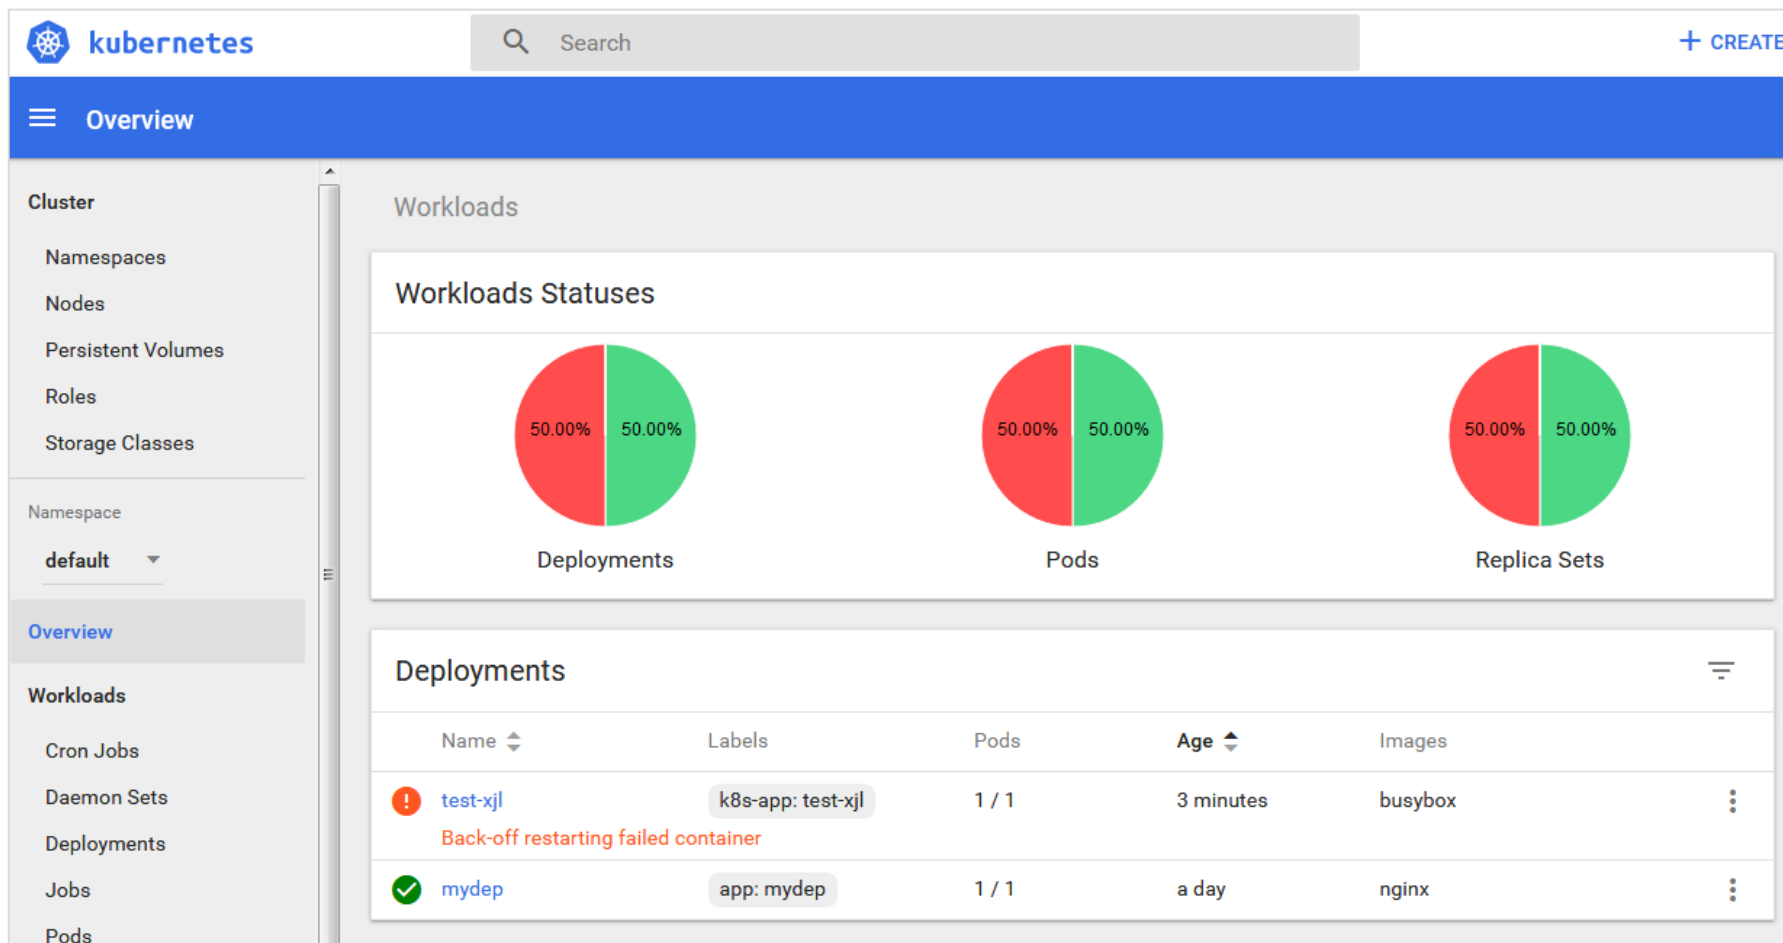 kubernetes
Search
+ CREATE
Overview
Cluster
Namespaces
Nodes
Persistent Volumes
Roles
Storage Classes
Namespace
default
Overview
Workloads
Cron Jobs
Daemon Sets
Deployments
Jobs
Pods
Workloads
Workloads Statuses
50.00% 50.00%
Deployments
50.00% 50.00%
Pods
50.00% 50.00%
Replica Sets
Deployments
Name Labels Pods Age Images
test-xjl k8s-app: test-xjl 1 / 1 3 minutes busybox
Back-off restarting failed container
mydep app: mydep 1 / 1 a day nginx